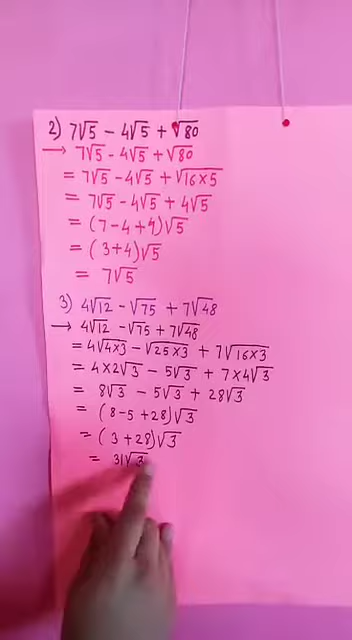 2) 7√5 - 4√5 + √80
→ 7√5 - 4√5 + √80
= 7√5 - 4√5 + √16×5
= 7√5 - 4√5 + 4√5
= (7-4+4)√5
= (3+4)√5
= 7√5
3) 4√12 - √75 + 7√48
→ 4√12 - √75 + 7√48
= 4√4×3 - √25×3 + 7√16×3
= 4×2√3 - 5√3 + 7×4√3
= 8√3 - 5√3 + 28√3
= (8-5+28)√3
= (3+28)√3
= 31√3